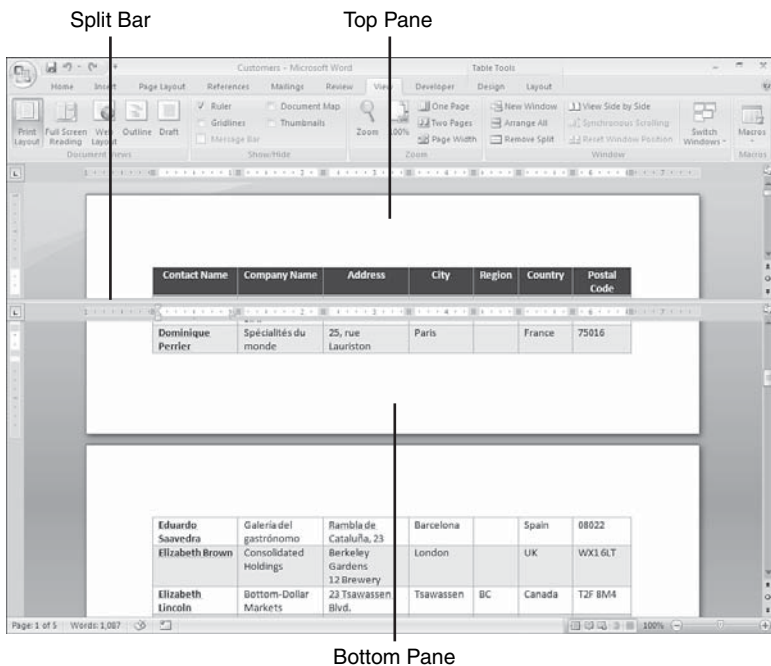 Split Bar Top Pane
Customers - Microsoft Word Table Tools
Home Insert Page Layout References Mailings Review View Developer Design Layout
Print Layout
Full Screen Reading
Web Layout
Outline
Draft
Document Views
Ruler
Gridlines
Message Bar
Document Map
Thumbnails
Show/Hide
Zoom
100%
One Page
Two Pages
Page Width
Zoom
New Window
Arrange All
Remove Split
View Side by Side
Synchronous Scrolling
Reset Window Position
Window
Switch Windows
Macros
Macros
Contact Name Company Name Address City Region Country Postal
Code
Dominique Spécialités du 25, rue Paris France 75016
Perrier monde Lauriston
Eduardo Galería del Rambla de Barcelona Spain 08022
Saavedra gastrónomo Cataluña, 23
Elizabeth Brown Consolidated Berkeley London UK WX1 6LT
Holdings Gardens
12 Brewery
Elizabeth Bottom-Dollar 23 Tsawassen Tsawassen BC Canada T2F 8M4
Lincoln Markets Blvd.
Page: 1 of 5 Words: 1,087 100%
Bottom Pane